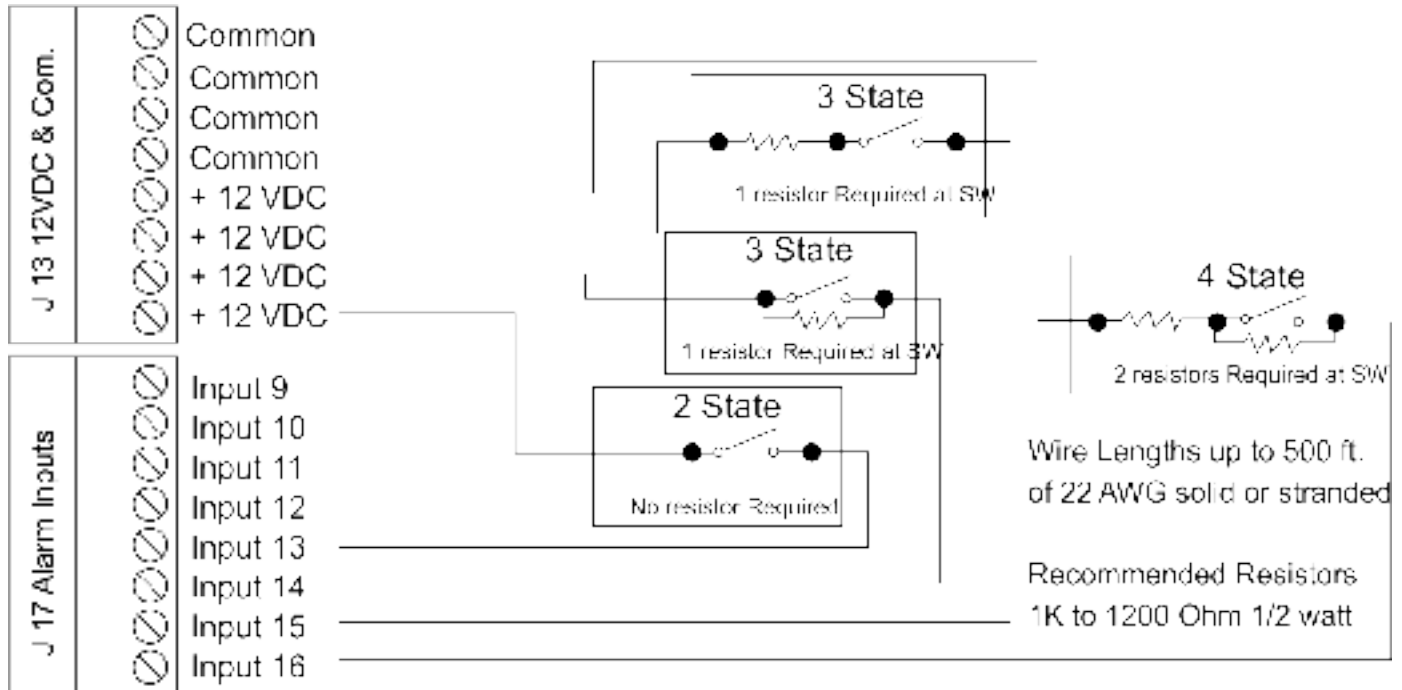 J 13 12VDC & Com.
Common
Common
Common
Common
+ 12 VDC
+ 12 VDC
+ 12 VDC
+ 12 VDC
J 17 Alarm Inputs
Input 9
Input 10
Input 11
Input 12
Input 13
Input 14
Input 15
Input 16
3 State
1 resistor Required at SW
3 State
1 resistor Required at SW
2 State
No resistor Required
4 State
2 resistors Required at SW
Wire Lengths up to 500 ft.
of 22 AWG solid or stranded
Recommended Resistors
1K to 1200 Ohm 1/2 watt